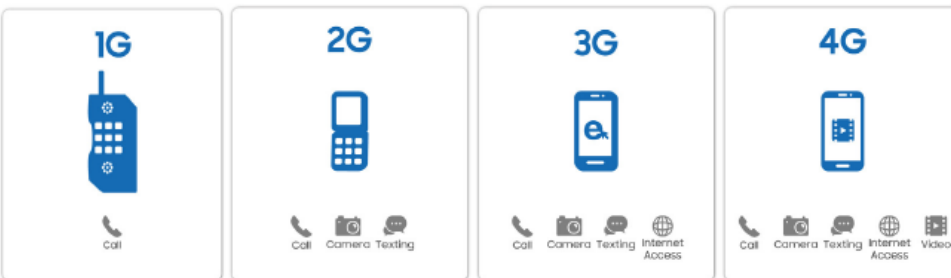 1G
Call
2G
Call Camera Texting
3G
e
Call Camera Texting Internet Access
4G
Call Camera Texting Internet Access Video